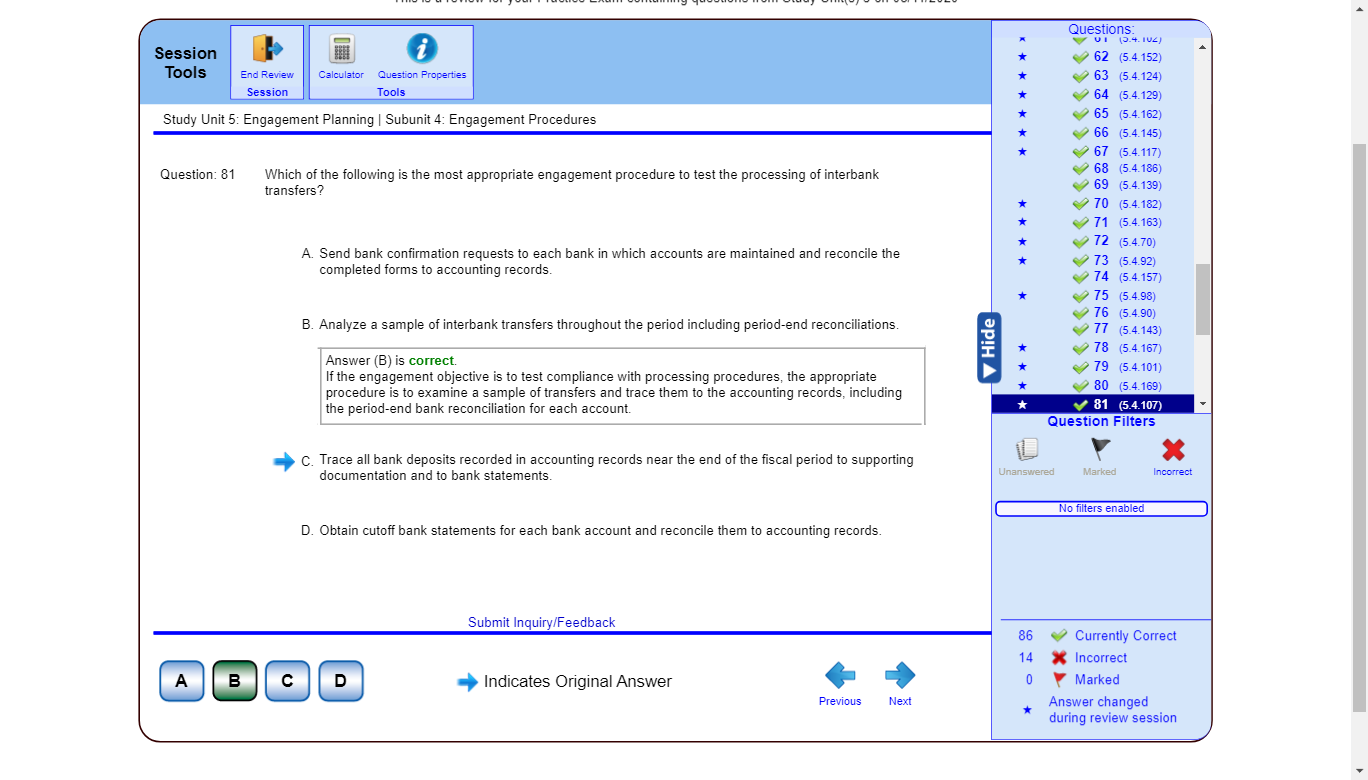 This is a review for your Practice Exam containing questions from Study Unit(s) 5 on
Session
Tools
End Review
Session
Calculator
Question Properties
Tools
Study Unit 5: Engagement Planning | Subunit 4: Engagement Procedures
Question: 81
Which of the following is the most appropriate engagement procedure to test the processing of interbank
transfers?
A. Send bank confirmation requests to each bank in which accounts are maintained and reconcile the
completed forms to accounting records.
B. Analyze a sample of interbank transfers throughout the period including period-end reconciliations.
Answer (B) is correct.
If the engagement objective is to test compliance with processing procedures, the appropriate
procedure is to examine a sample of transfers and trace them to the accounting records, including
the period-end bank reconciliation for each account.
C. Trace all bank deposits recorded in accounting records near the end of the fiscal period to supporting
documentation and to bank statements.
D. Obtain cutoff bank statements for each bank account and reconcile them to accounting records.
Submit Inquiry/Feedback
A
B
C
D
Indicates Original Answer
Previous
Next
Hide
Questions:
61 (5.4.102)
62 (5.4.152)
63 (5.4.124)
64 (5.4.129)
65 (5.4.162)
66 (5.4.145)
67 (5.4.117)
68 (5.4.186)
69 (5.4.139)
70 (5.4.182)
71 (5.4.163)
72 (5.4.70)
73 (5.4.92)
74 (5.4.157)
75 (5.4.98)
76 (5.4.90)
77 (5.4.143)
78 (5.4.167)
79 (5.4.101)
80 (5.4.169)
81 (5.4.107)
Question Filters
Unanswered
Marked
Incorrect
No filters enabled
86 Currently Correct
14 Incorrect
0 Marked
Answer changed
during review session